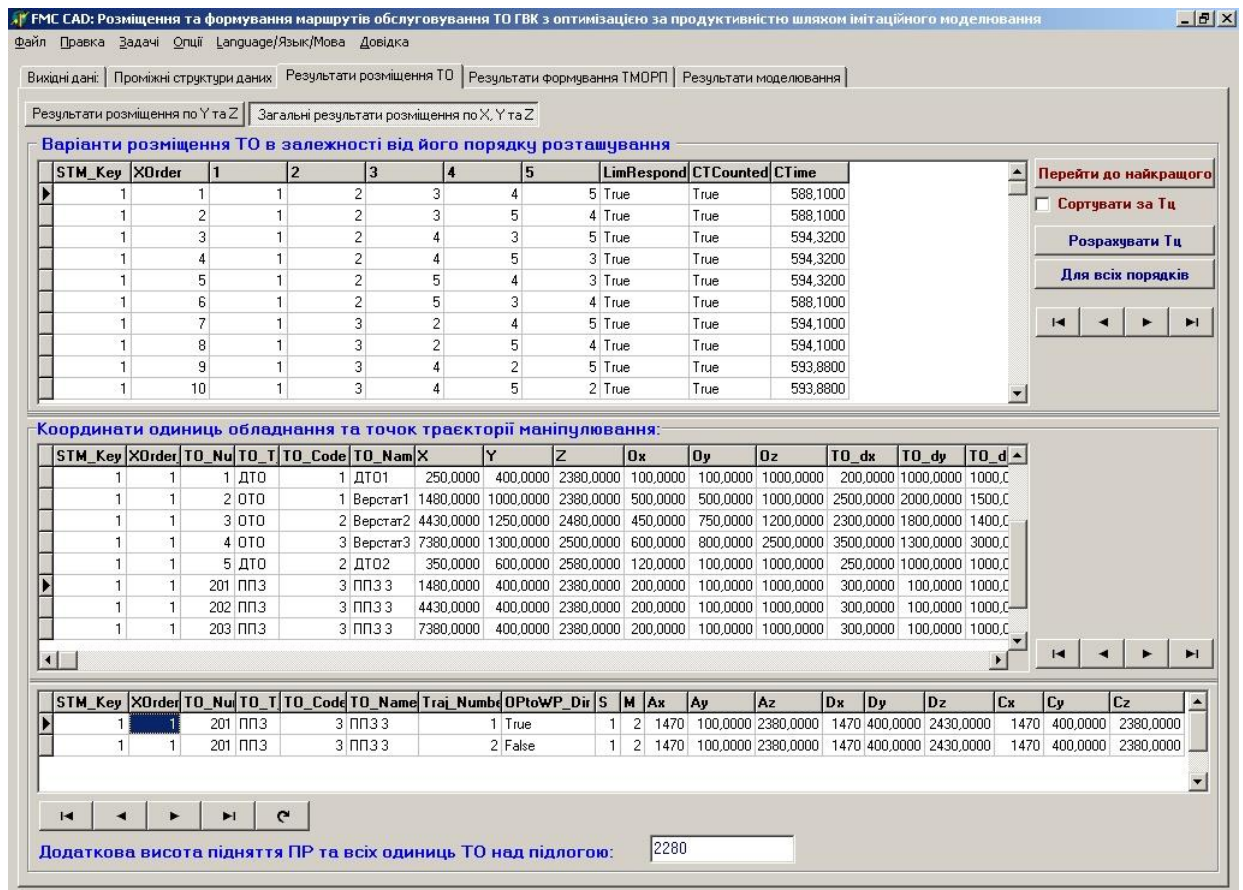 FMC CAD: Розміщення та формування маршрутів обслуговування ТО ГВК з оптимізацією за продуктивністю шляхом імітаційного моделювання
Файл Правка Задачі Опції Language/Язык/Мова Довідка
Вихідні дані: Проміжні структури даних Результати розміщення ТО Результати формування ТМОРП Результати моделювання
Результати розміщення по Y та Z Загальні результати розміщення по X, Y та Z
Варіанти розміщення ТО в залежності від його порядку розташування
STM_Key XOrder 1 2 3 4 5 LimRespond CTCounted CTime
1 1 1 2 3 4 5 True True 588,1000
1 2 1 2 3 5 4 True True 588,1000
1 3 1 2 4 3 5 True True 594,3200
1 4 1 2 4 5 3 True True 594,3200
1 5 1 2 5 4 3 True True 594,3200
1 6 1 2 5 3 4 True True 588,1000
1 7 1 3 2 4 5 True True 594,1000
1 8 1 3 2 5 4 True True 594,1000
1 9 1 3 4 2 5 True True 593,8800
1 10 1 3 4 5 2 True True 593,8800
Перейти до найкращого
Сортувати за Тц
Розрахувати Тц
Для всіх порядків
Координати одиниць обладнання та точок траєкторії маніпулювання:
STM_Key XOrder TO_Nu TO_T TO_Code TO_Nam X Y Z Ox Oy Oz TO_dx TO_dy TO_d
1 1 1 ДТО 1 ДТО1 250,0000 400,0000 2380,0000 100,0000 100,0000 1000,0000 200,0000 1000,0000 1000,0
1 1 2 ОТО 1 Верстат1 1480,0000 1000,0000 2380,0000 500,0000 500,0000 1000,0000 2500,0000 2000,0000 1500,0
1 1 3 ОТО 2 Верстат2 4430,0000 1250,0000 2480,0000 450,0000 750,0000 1200,0000 2300,0000 1800,0000 1400,0
1 1 4 ОТО 3 Верстат3 7380,0000 1300,0000 2500,0000 600,0000 800,0000 2500,0000 3500,0000 1300,0000 3000,0
1 1 5 ДТО 2 ДТО2 350,0000 600,0000 2580,0000 120,0000 100,0000 1000,0000 250,0000 1000,0000 1000,0
1 1 201 ПП.З 3 ПП.З 3 1480,0000 400,0000 2380,0000 200,0000 100,0000 1000,0000 300,0000 100,0000 1000,0
1 1 202 ПП.З 3 ПП.З 3 4430,0000 400,0000 2380,0000 200,0000 100,0000 1000,0000 300,0000 100,0000 1000,0
1 1 203 ПП.З 3 ПП.З 3 7380,0000 400,0000 2380,0000 200,0000 100,0000 1000,0000 300,0000 100,0000 1000,0
STM_Key XOrder TO_Nu TO_T TO_Code TO_Name Traj_Numbe OPtoWP_Dir S M Ax Ay Az Dx Dy Dz Cx Cy Cz
1 1 201 ПП.З 3 ПП.З 3 1 True 1 2 1470 100,0000 2380,0000 1470 400,0000 2430,0000 1470 400,0000 2380,0000
1 1 201 ПП.З 3 ПП.З 3 2 False 1 2 1470 100,0000 2380,0000 1470 400,0000 2430,0000 1470 400,0000 2380,0000
Додаткова висота підняття ПР та всіх одиниць ТО над підлогою: 2280